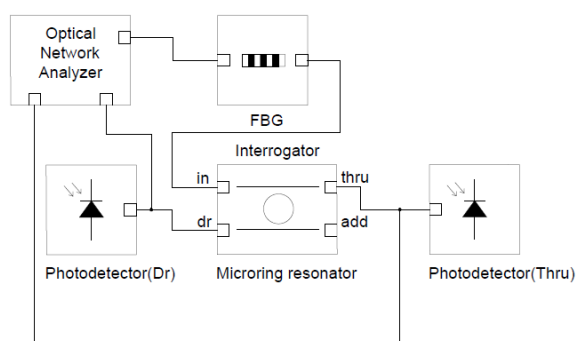 Optical
Network
Analyzer
FBG
Interrogator
in
thru
dr
add
Photodetector(Dr)
Microring resonator
Photodetector(Thru)